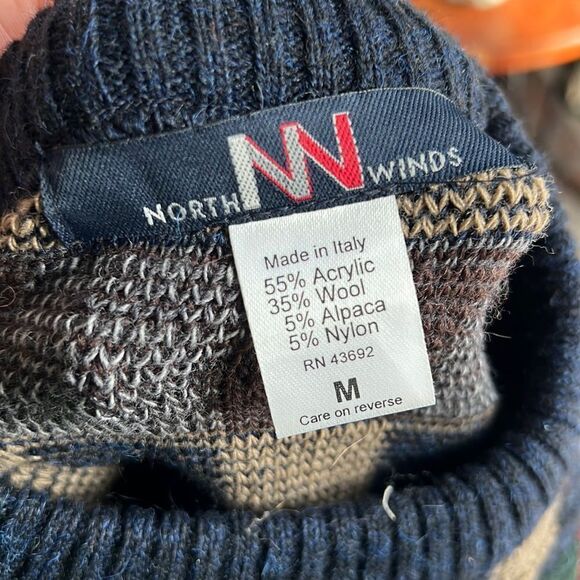 NORTH NW WINDS
Made in Italy
55% Acrylic
35% Wool
5% Alpaca
5% Nylon
RN 43692
M
Care on reverse